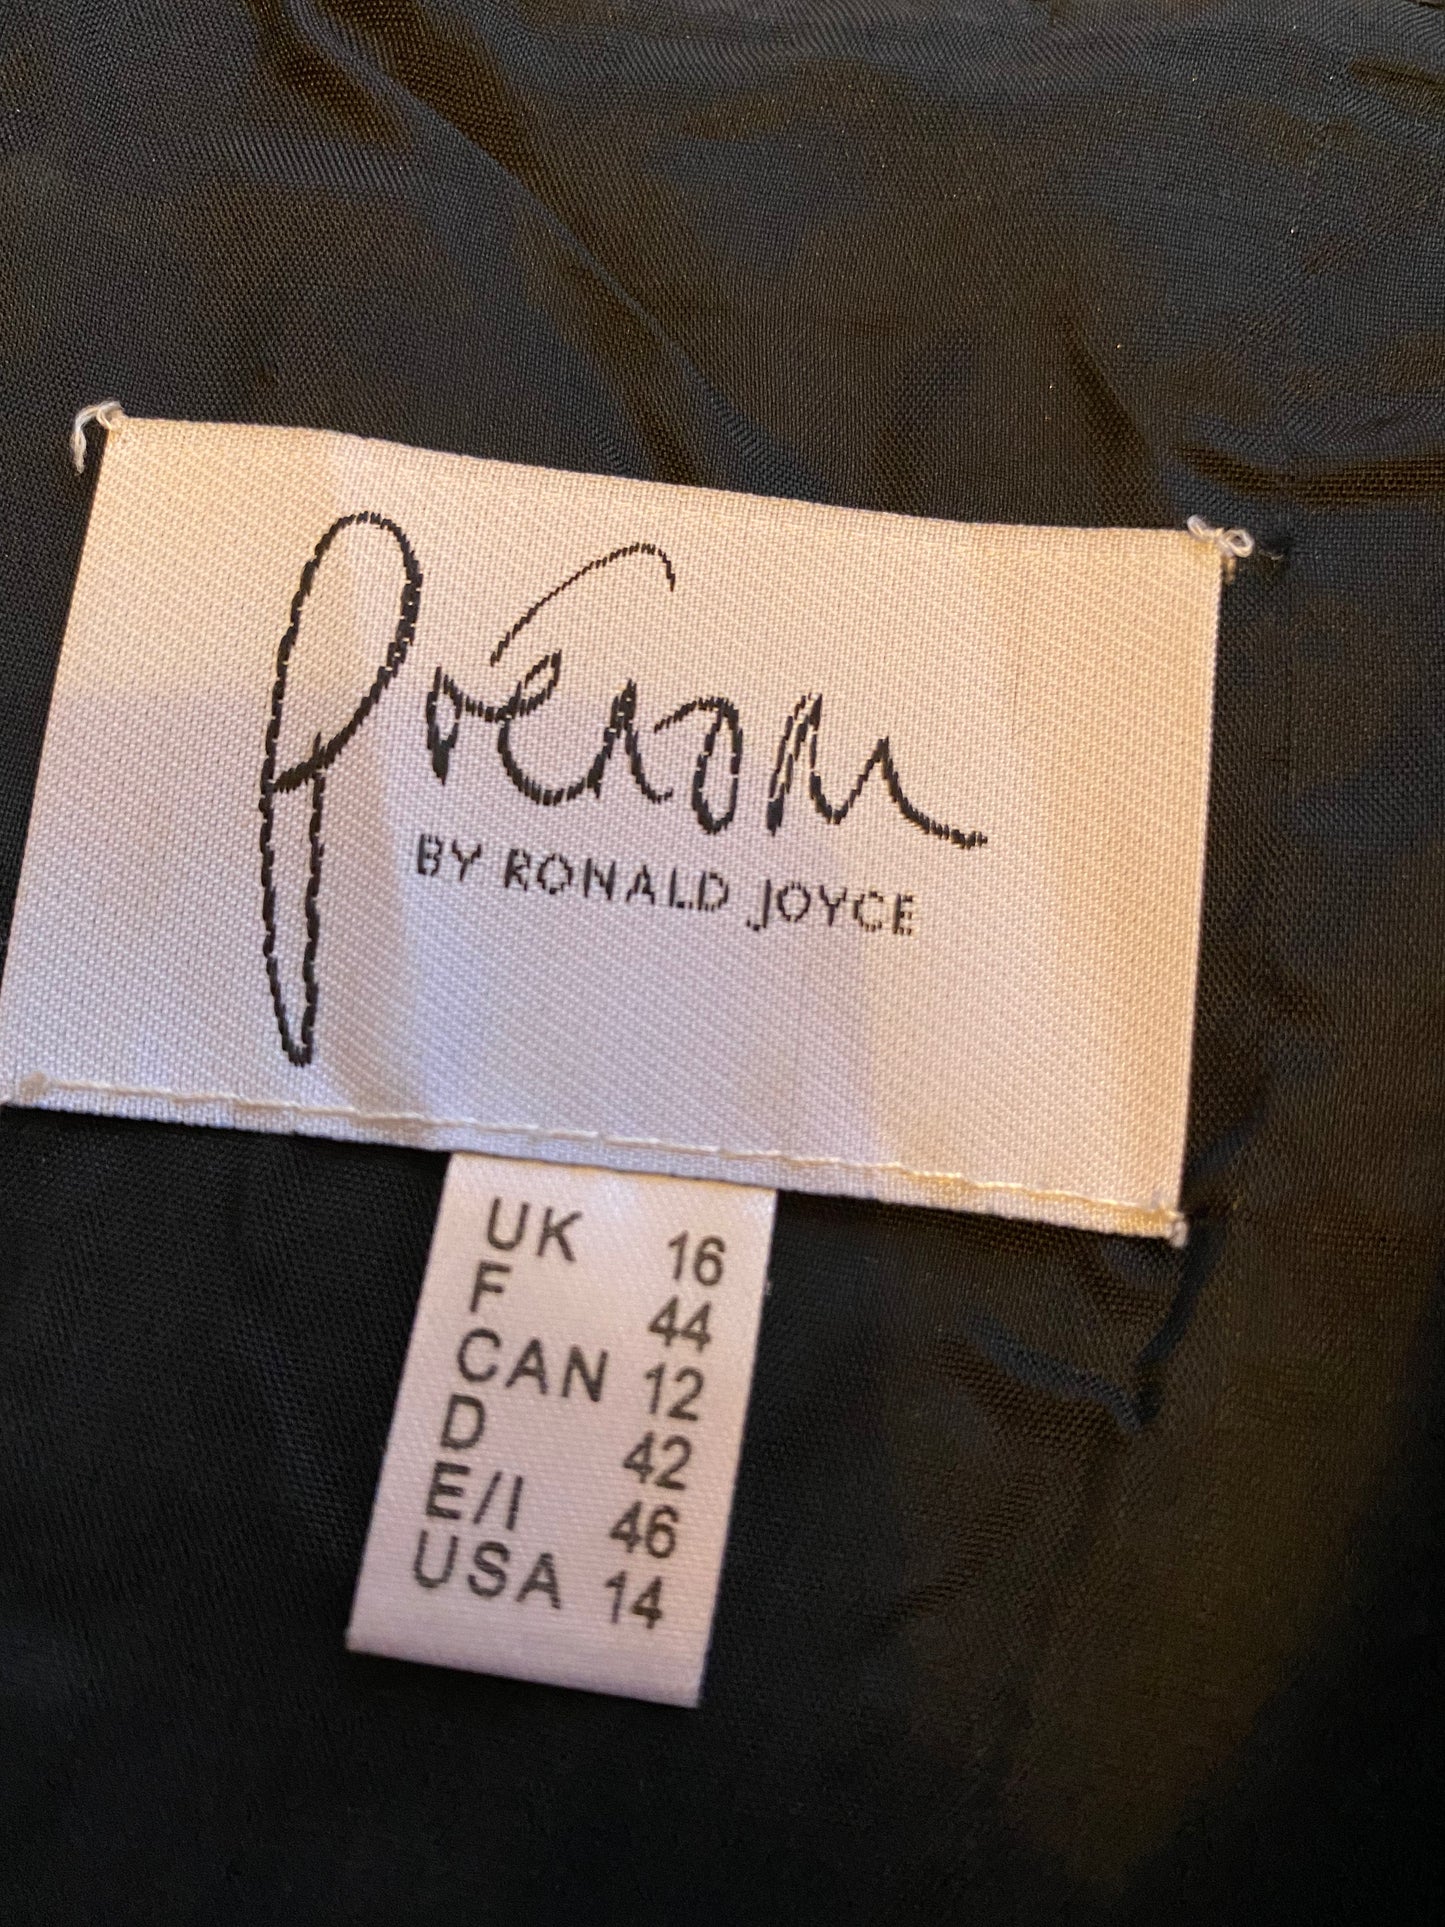 BY RONALD JOYCE
UK 16
F 44
CAN 12
D 42
E/I 46
USA 14